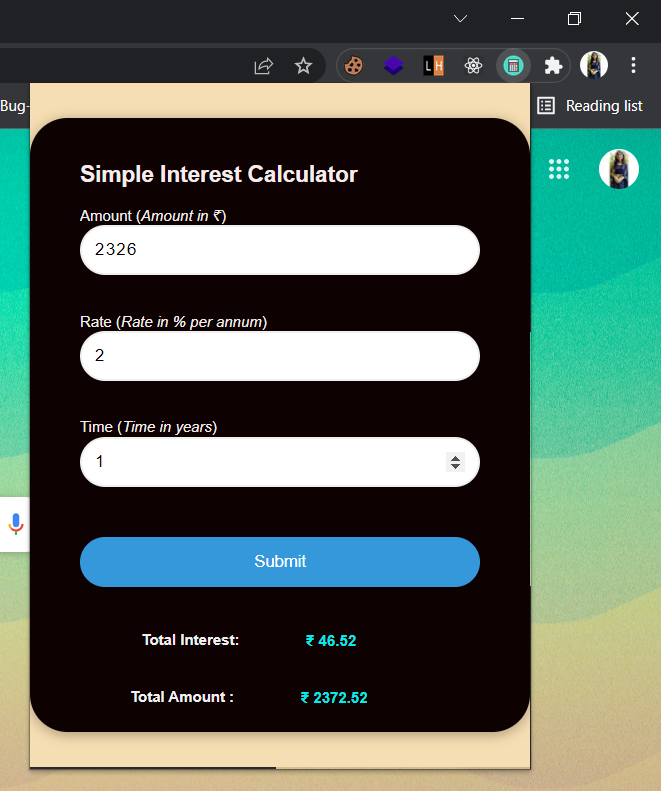 L H
Bug-
Reading list
Simple Interest Calculator
Amount (Amount in ₹)
2326
Rate (Rate in % per annum)
2
Time (Time in years)
1
Submit
Total Interest: ₹ 46.52
Total Amount : ₹ 2372.52